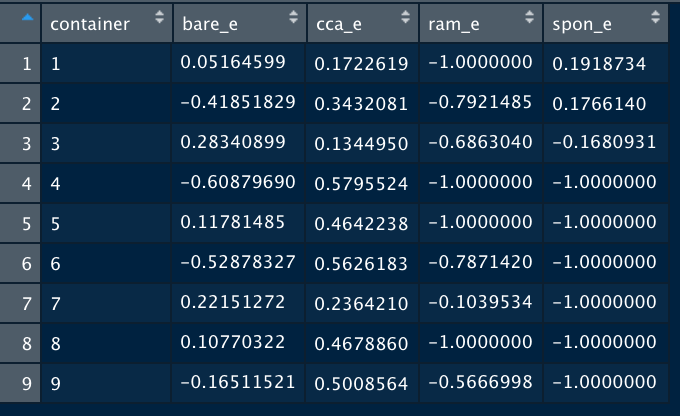 container bare_e cca_e ram_e spon_e
1 1 0.05164599 0.1722619 −1.0000000 0.1918734
2 2 −0.41851829 0.3432081 −0.7921485 0.1766140
3 3 0.28340899 0.1344950 −0.6863040 −0.1680931
4 4 −0.60879690 0.5795524 −1.0000000 −1.0000000
5 5 0.11781485 0.4642238 −1.0000000 −1.0000000
6 6 −0.52878327 0.5626183 −0.7871420 −1.0000000
7 7 0.22151272 0.2364210 −0.1039534 −1.0000000
8 8 0.10770322 0.4678860 −1.0000000 −1.0000000
9 9 −0.16511521 0.5008564 −0.5666998 −1.0000000